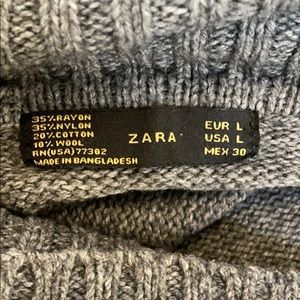 35%RAYON
35%NYLON
20%COTTON
10% WOOL
RN(USA)77302
MADE IN BANGLADESH
ZARA
EUR L
USA L
MEX 30